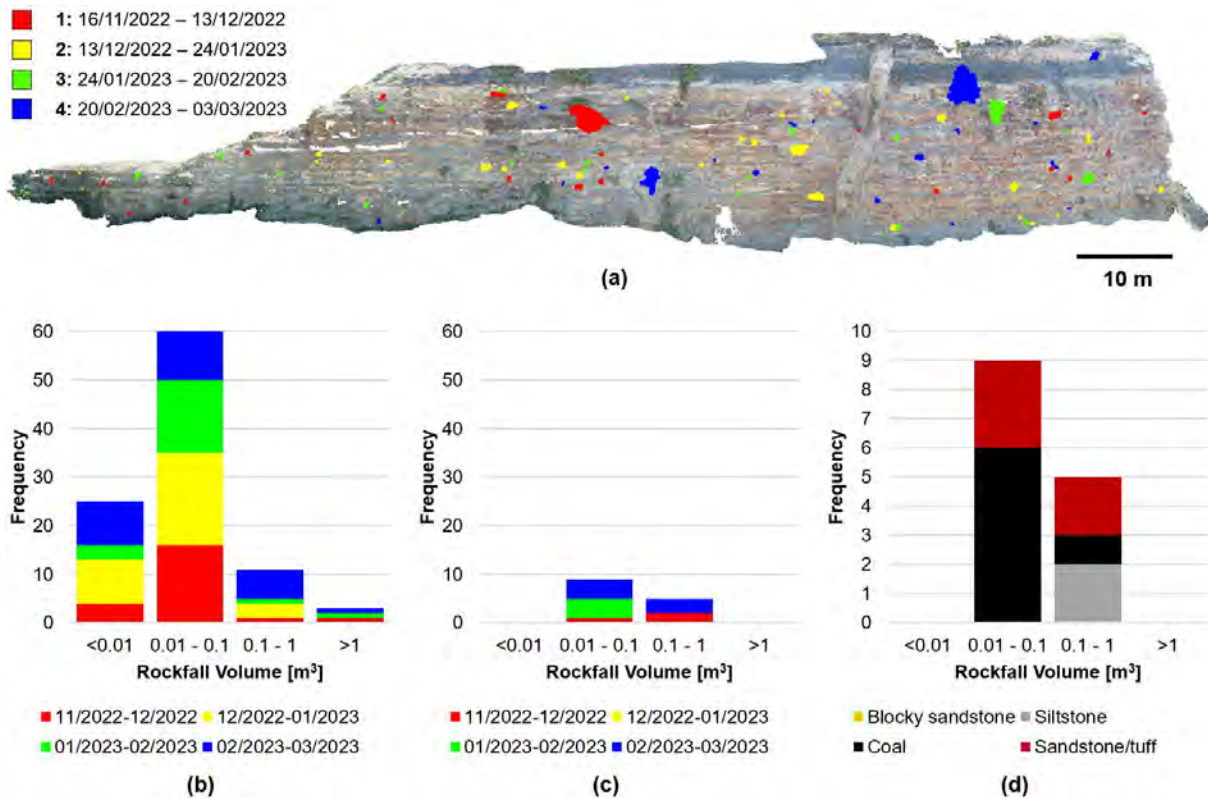 1: 16/11/2022 – 13/12/2022
2: 13/12/2022 – 24/01/2023
3: 24/01/2023 – 20/02/2023
4: 20/02/2023 – 03/03/2023
10 m
(a)
60
50
40
30
20
10
0
Frequency
<0.01
0.01 - 0.1
0.1 - 1
>1
Rockfall Volume [m³]
11/2022-12/2022
12/2022-01/2023
01/2023-02/2023
02/2023-03/2023
(b)
60
50
40
30
20
10
0
Frequency
<0.01
0.01 - 0.1
0.1 - 1
>1
Rockfall Volume [m³]
11/2022-12/2022
12/2022-01/2023
01/2023-02/2023
02/2023-03/2023
(c)
10
9
8
7
6
5
4
3
2
1
0
Frequency
<0.01
0.01 - 0.1
0.1 - 1
>1
Rockfall Volume [m³]
Blocky sandstone
Siltstone
Coal
Sandstone/tuff
(d)